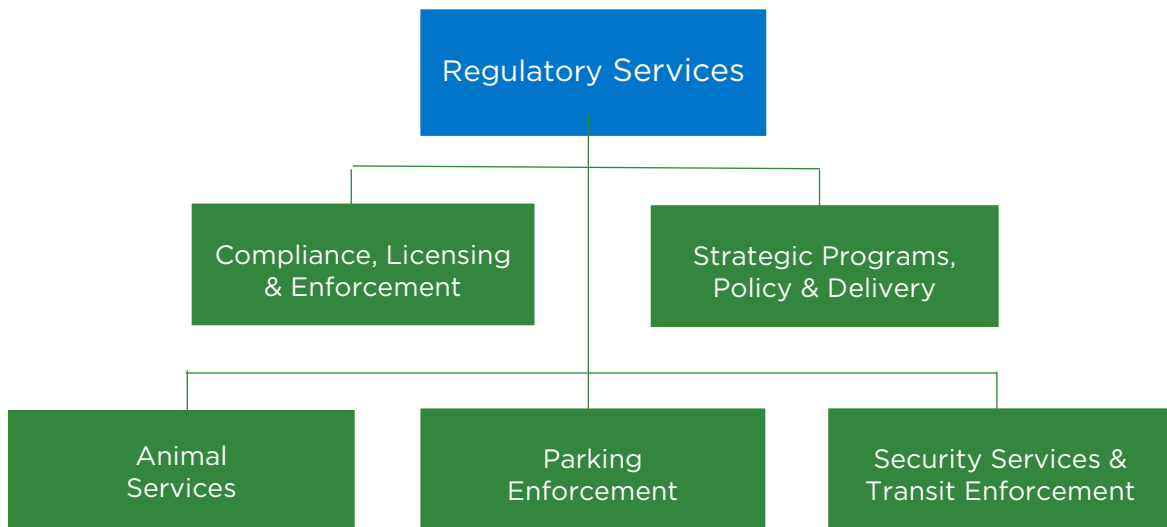 Regulatory Services
Compliance, Licensing
& Enforcement
Strategic Programs,
Policy & Delivery
Animal
Services
Parking
Enforcement
Security Services &
Transit Enforcement